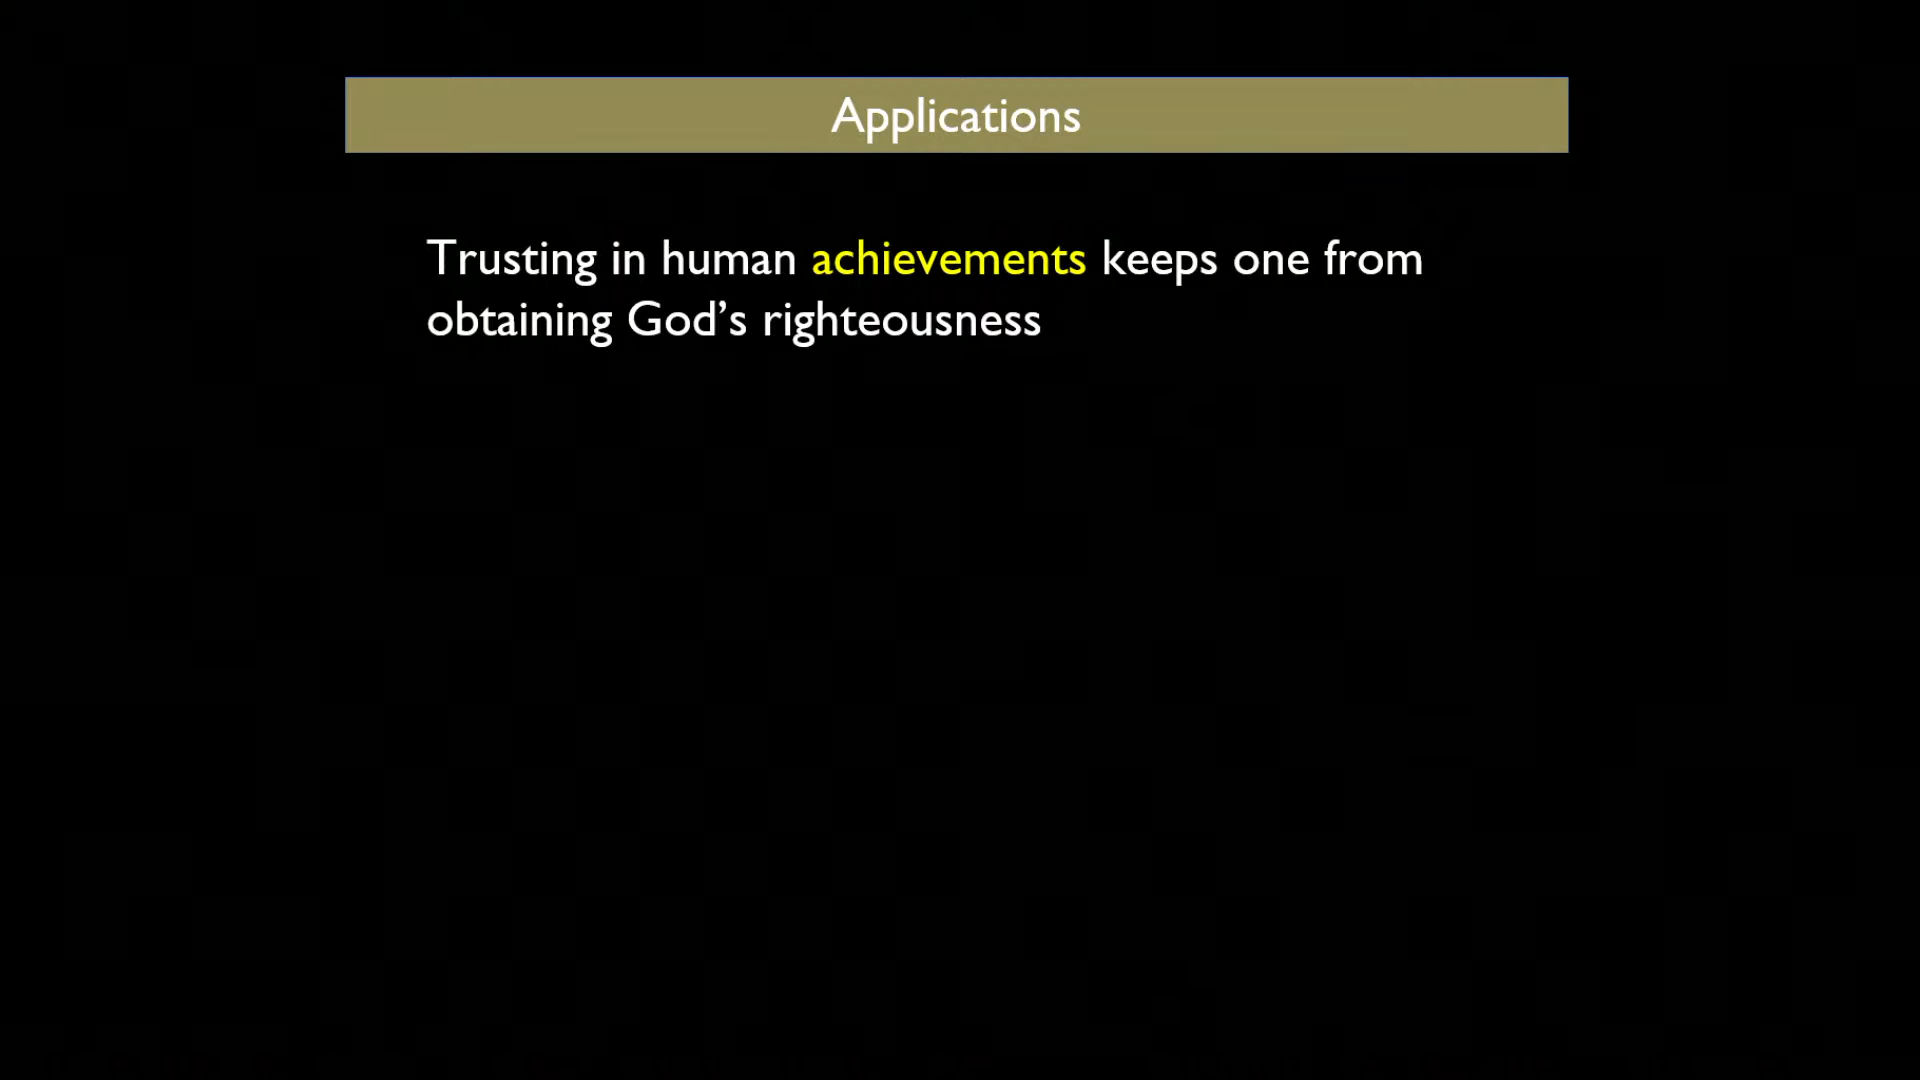 Applications
Trusting in human achievements keeps one from
obtaining God’s righteousness